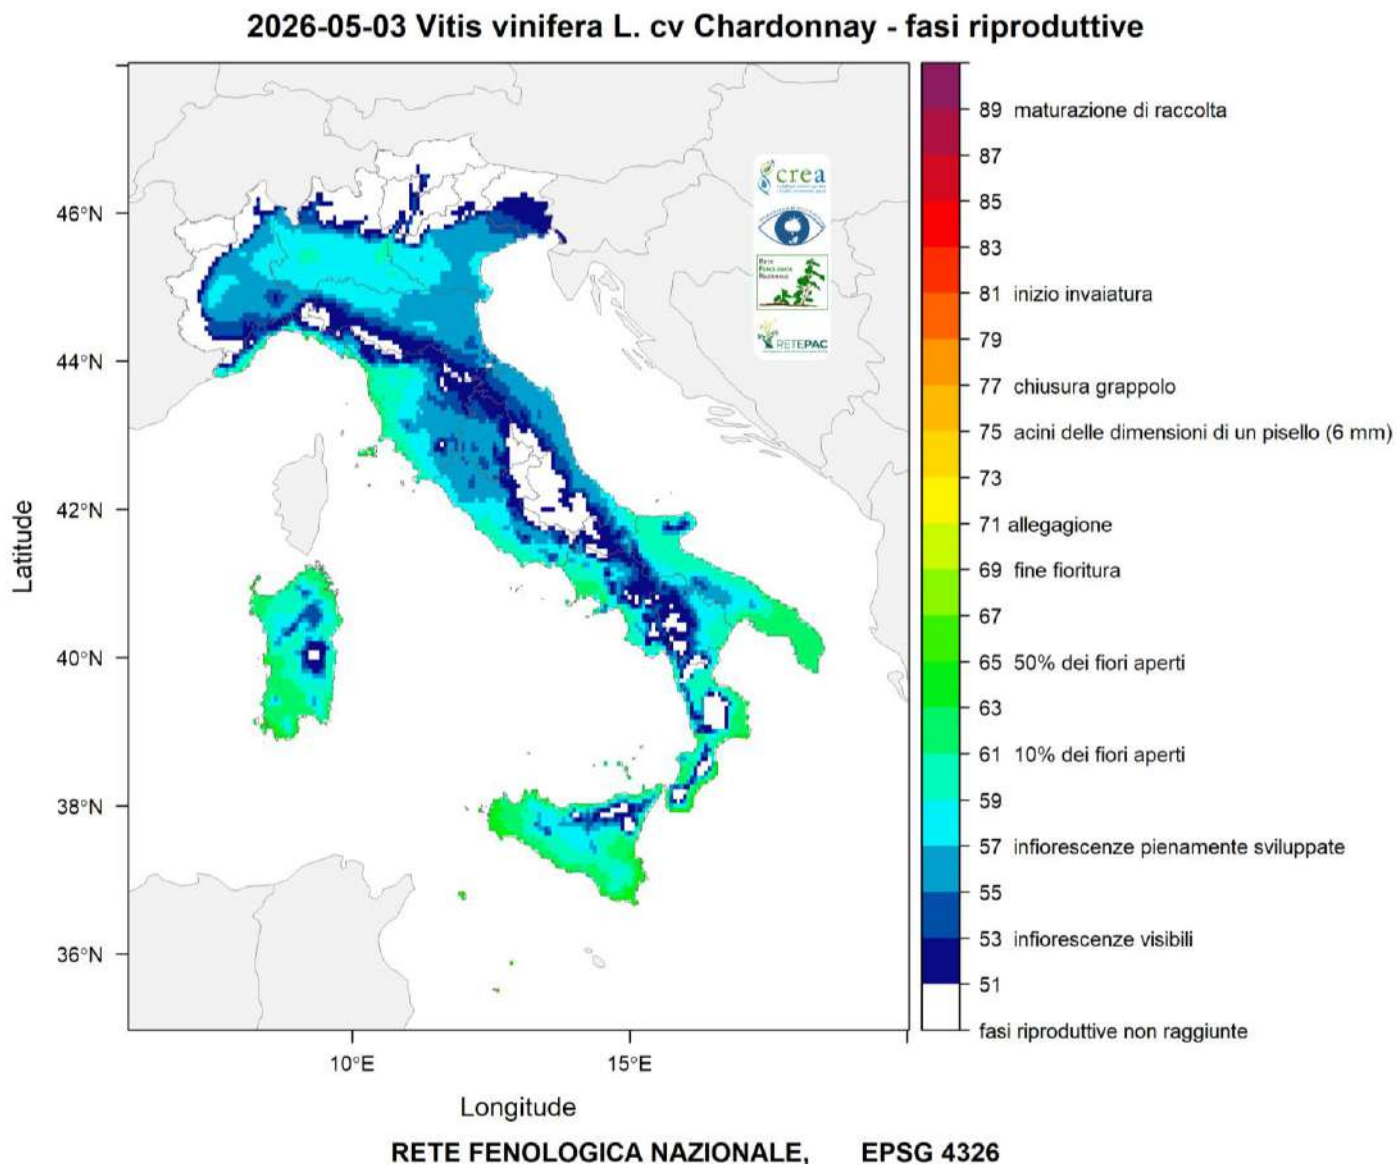 2026-05-03 Vitis vinifera L. cv Chardonnay - fasi riproduttive
89 maturazione di raccolta
87
85
83
81 inizio invaiatura
79
77 chiusura grappolo
75 acini delle dimensioni di un pisello (6 mm)
73
71 allegagione
69 fine fioritura
67
65 50% dei fiori aperti
63
61 10% dei fiori aperti
59
57 infiorescenze pienamente sviluppate
55
53 infiorescenze visibili
51
fasi riproduttive non raggiunte
crea
RETE
FENOLOGICA
NAZIONALE
RETEPAC
46°N
44°N
42°N
40°N
38°N
36°N
Latitude
10°E
15°E
Longitude
RETE FENOLOGICA NAZIONALE, EPSG 4326